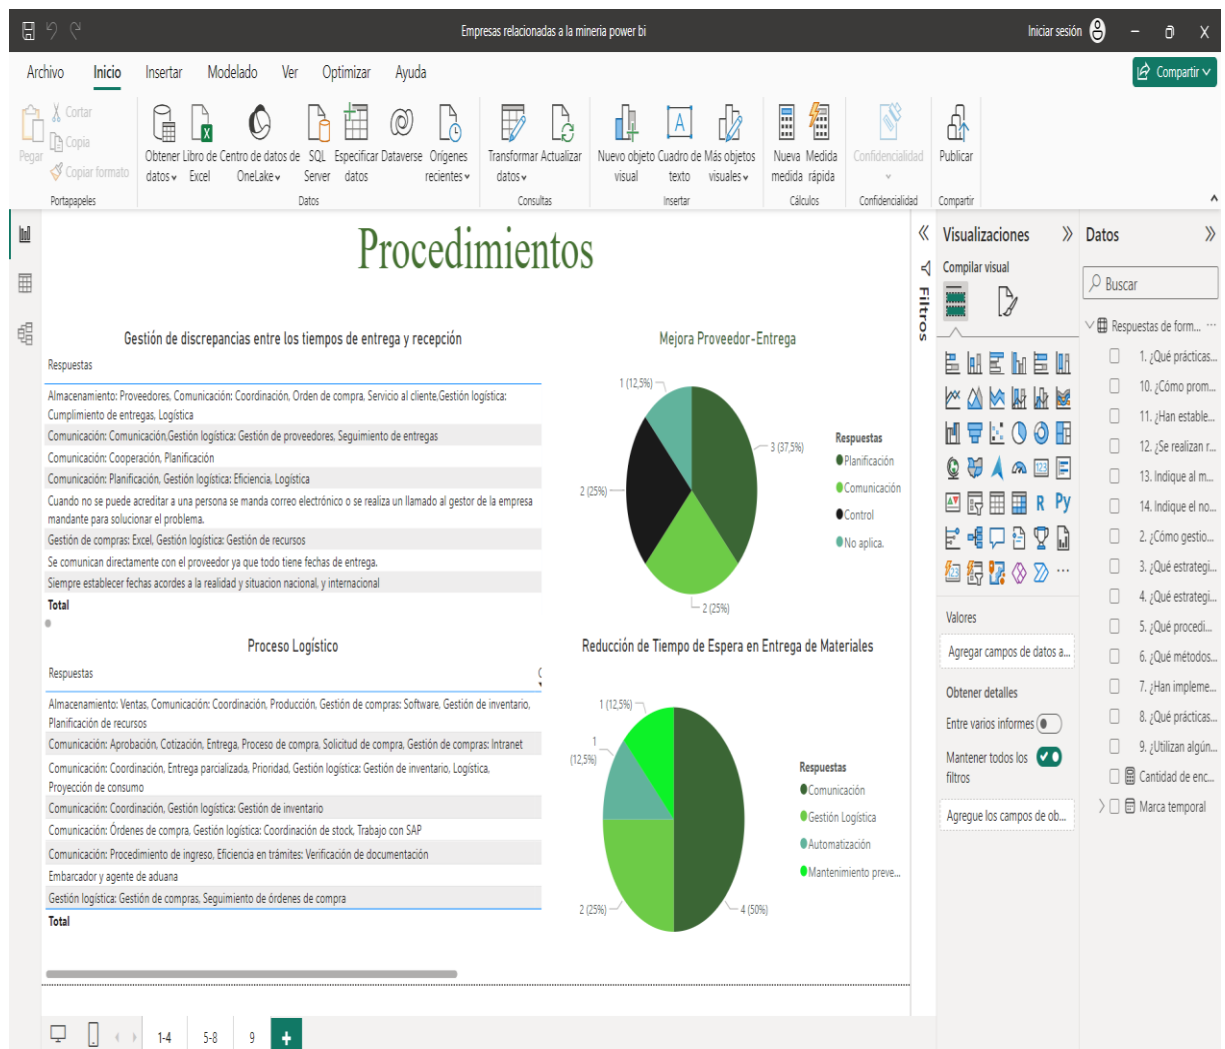 Empresas relacionadas a la mineria power bi
Iniciar sesión
Archivo Inicio Insertar Modelado Ver Optimizar Ayuda
Compartir
Pegar
Cortar
Copia
Copiar formato
Portapapeles
Obtener datos
Libro de Excel
Centro de datos de OneLake
SQL Server
Especificar datos
Dataverse
Orígenes recientes
Datos
Transformar datos
Actualizar
Consultas
Nuevo objeto visual
Cuadro de texto
Más objetos visuales
Insertar
Nueva medida
Medida rápida
Cálculos
Confidencialidad
Confidencialidad
Publicar
Compartir
Procedimientos
Gestión de discrepancias entre los tiempos de entrega y recepción
Respuestas
Almacenamiento: Proveedores, Comunicación: Coordinación, Orden de compra, Servicio al cliente,Gestión logística:
Cumplimiento de entregas, Logística
Comunicación: Comunicación,Gestión logística: Gestión de proveedores, Seguimiento de entregas
Comunicación: Cooperación, Planificación
Comunicación: Planificación, Gestión logística: Eficiencia, Logística
Cuando no se puede acreditar a una persona se manda correo electrónico o se realiza un llamado al gestor de la empresa
mandante para solucionar el problema.
Gestión de compras: Excel, Gestión logística: Gestión de recursos
Se comunican directamente con el proveedor ya que todo tiene fechas de entrega.
Siempre establecer fechas acordes a la realidad y situacion nacional, y internacional
Total
Mejora Proveedor-Entrega
1 (12,5%)
3 (37,5%)
2 (25%)
2 (25%)
Respuestas
Planificación
Comunicación
Control
No aplica.
Proceso Logístico
Respuestas
Almacenamiento: Ventas, Comunicación: Coordinación, Producción, Gestión de compras: Software, Gestión de inventario,
Planificación de recursos
Comunicación: Aprobación, Cotización, Entrega, Proceso de compra, Solicitud de compra, Gestión de compras: Intranet
Comunicación: Coordinación, Entrega parcializada, Prioridad, Gestión logística: Gestión de inventario, Logística,
Proyección de consumo
Comunicación: Coordinación, Gestión logística: Gestión de inventario
Comunicación: Órdenes de compra, Gestión logística: Coordinación de stock, Trabajo con SAP
Comunicación: Procedimiento de ingreso, Eficiencia en trámites: Verificación de documentación
Embarcador y agente de aduana
Gestión logística: Gestión de compras, Seguimiento de órdenes de compra
Total
Reducción de Tiempo de Espera en Entrega de Materiales
1 (12,5%)
1
(12,5%)
2 (25%)
4 (50%)
Respuestas
Comunicación
Gestión Logística
Automatización
Mantenimiento preve...
Filtros
Visualizaciones
Compilar visual
R Py
123
Valores
Agregar campos de datos a...
Obtener detalles
Entre varios informes
Mantener todos los
filtros
Agregue los campos de ob...
Datos
Buscar
Respuestas de form... ...
1. ¿Qué prácticas...
10. ¿Cómo prom...
11. ¿Han estable...
12. ¿Se realizan r...
13. Indique al m...
14. Indique el no...
2. ¿Cómo gestio...
3. ¿Qué estrategi...
4. ¿Qué estrategi...
5. ¿Qué procedi...
6. ¿Qué métodos...
7. ¿Han impleme...
8. ¿Qué prácticas...
9. ¿Utilizan algún...
Cantidad de enc...
Marca temporal
1-4 5-8 9 +